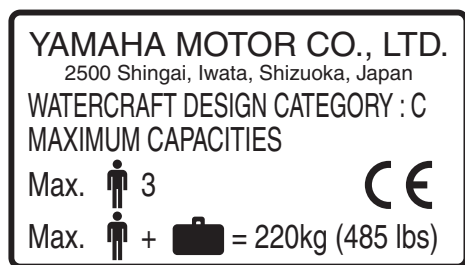 YAMAHA MOTOR CO., LTD.
2500 Shingai, Iwata, Shizuoka, Japan
WATERCRAFT DESIGN CATEGORY : C
MAXIMUM CAPACITIES
Max. 3
CE
Max. + = 220kg (485 lbs)